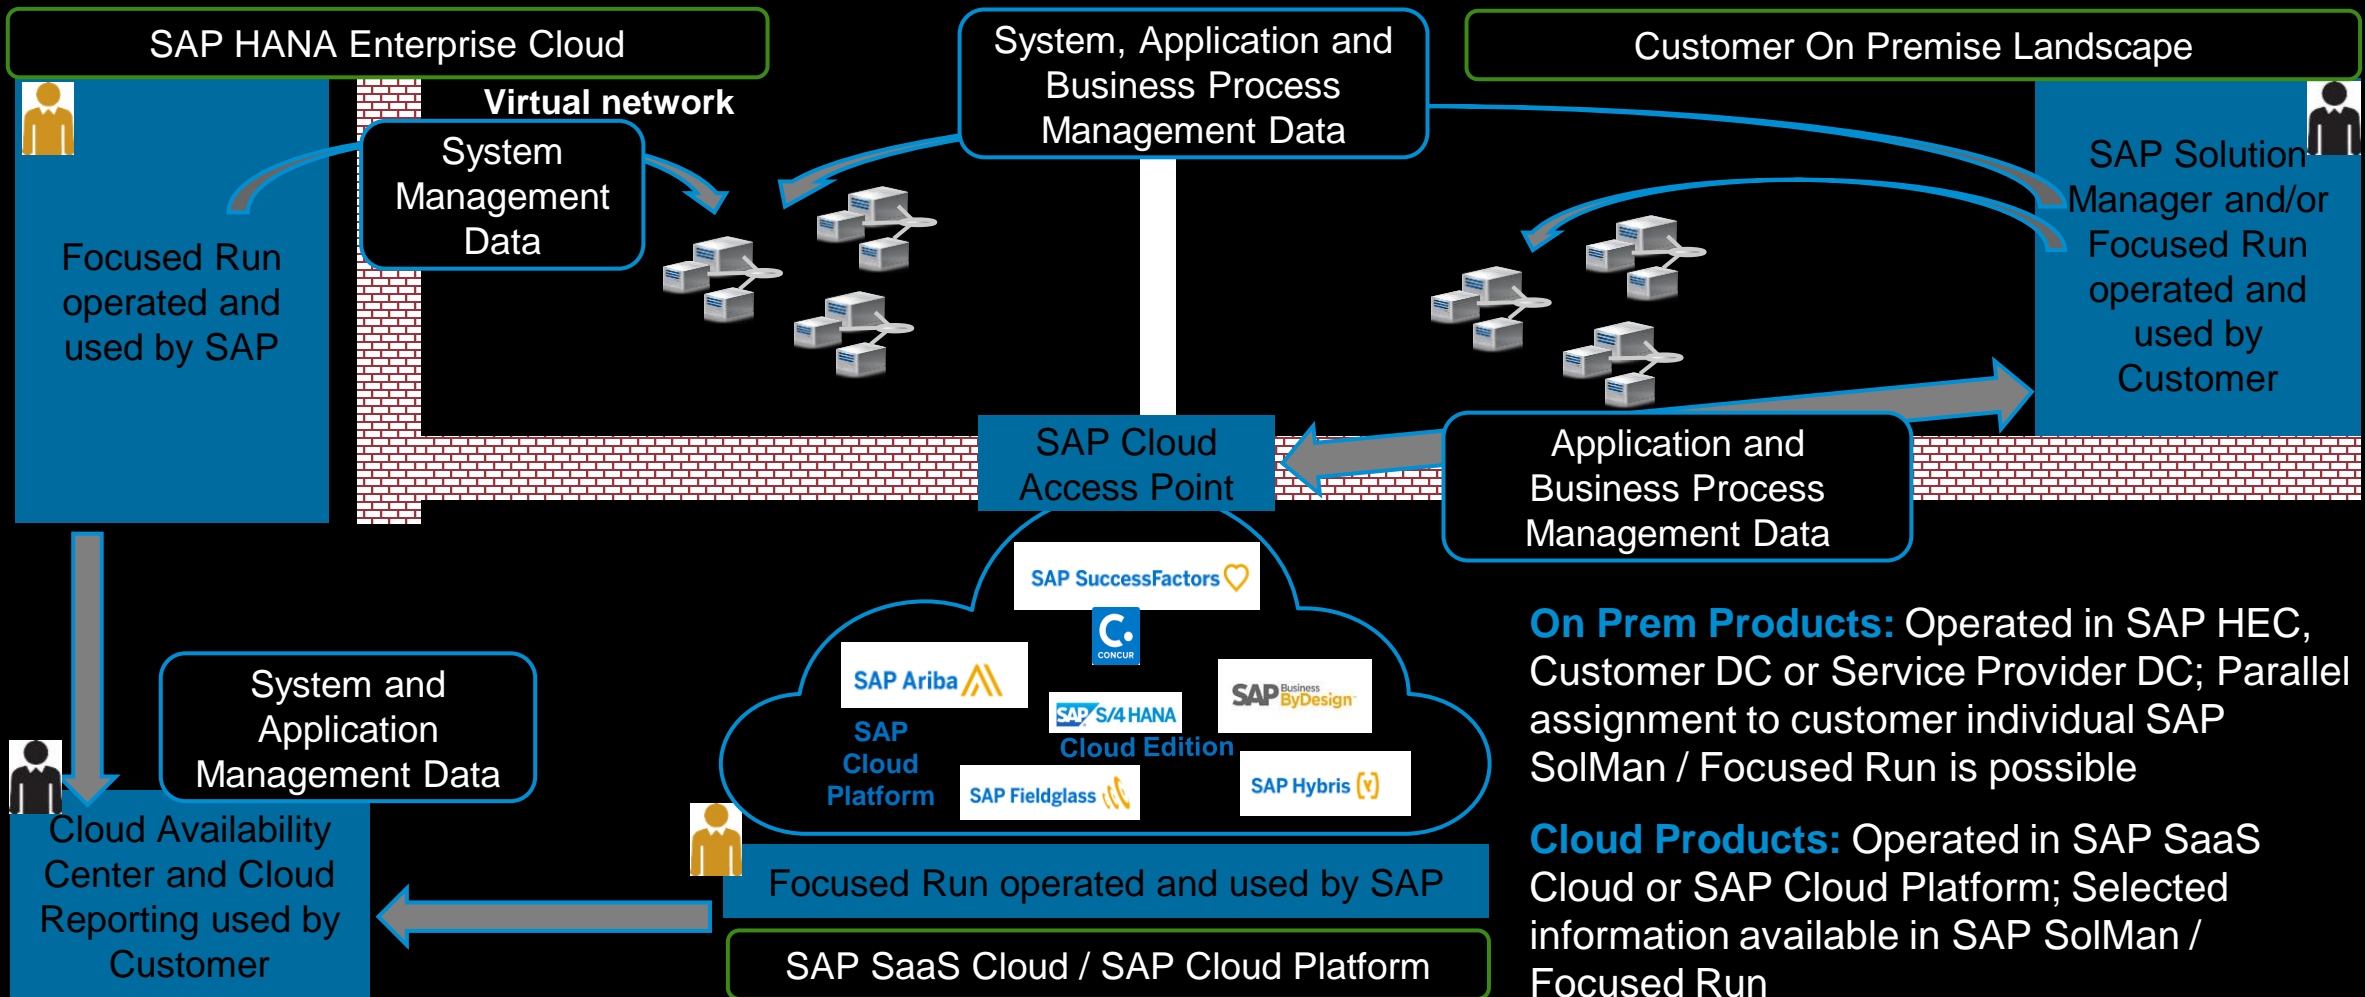 SAP HANA Enterprise Cloud
System, Application and
Business Process
Management Data
Customer On Premise Landscape
Virtual network
System
Management
Data
Focused Run
operated and
used by SAP
SAP Solution
Manager and/or
Focused Run
operated and
used by
Customer
SAP Cloud
Access Point
Application and
Business Process
Management Data
SAP SuccessFactors
C.
CONCUR
SAP Ariba
SAP S/4HANA
Cloud Edition
SAP Business
ByDesign
SAP
Cloud
Platform
SAP Fieldglass
SAP Hybris (Y)
System and
Application
Management Data
Cloud Availability
Center and Cloud
Reporting used by
Customer
Focused Run operated and used by SAP
SAP SaaS Cloud / SAP Cloud Platform
On Prem Products: Operated in SAP HEC,
Customer DC or Service Provider DC; Parallel
assignment to customer individual SAP
SolMan / Focused Run is possible
Cloud Products: Operated in SAP SaaS
Cloud or SAP Cloud Platform; Selected
information available in SAP SolMan /
Focused Run